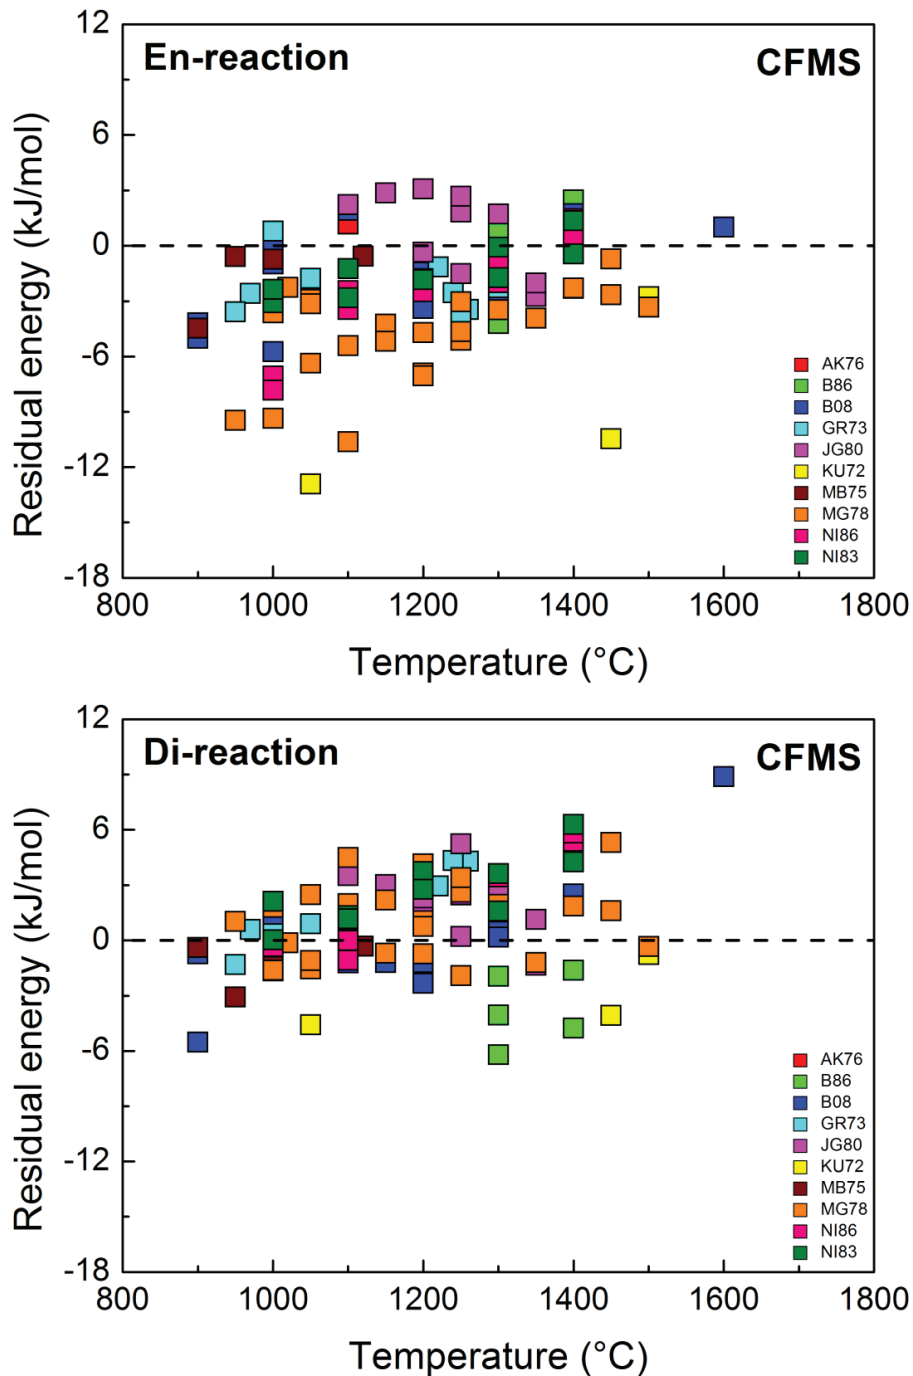 En-reaction
CFMS
12
6
0
-6
-12
-18
Residual energy (kJ/mol)
AK76
B86
B08
GR73
JG80
KU72
MB75
MG78
NI86
NI83
800 1000 1200 1400 1600 1800
Temperature (°C)
Di-reaction
CFMS
12
6
0
-6
-12
-18
Residual energy (kJ/mol)
AK76
B86
B08
GR73
JG80
KU72
MB75
MG78
NI86
NI83
800 1000 1200 1400 1600 1800
Temperature (°C)